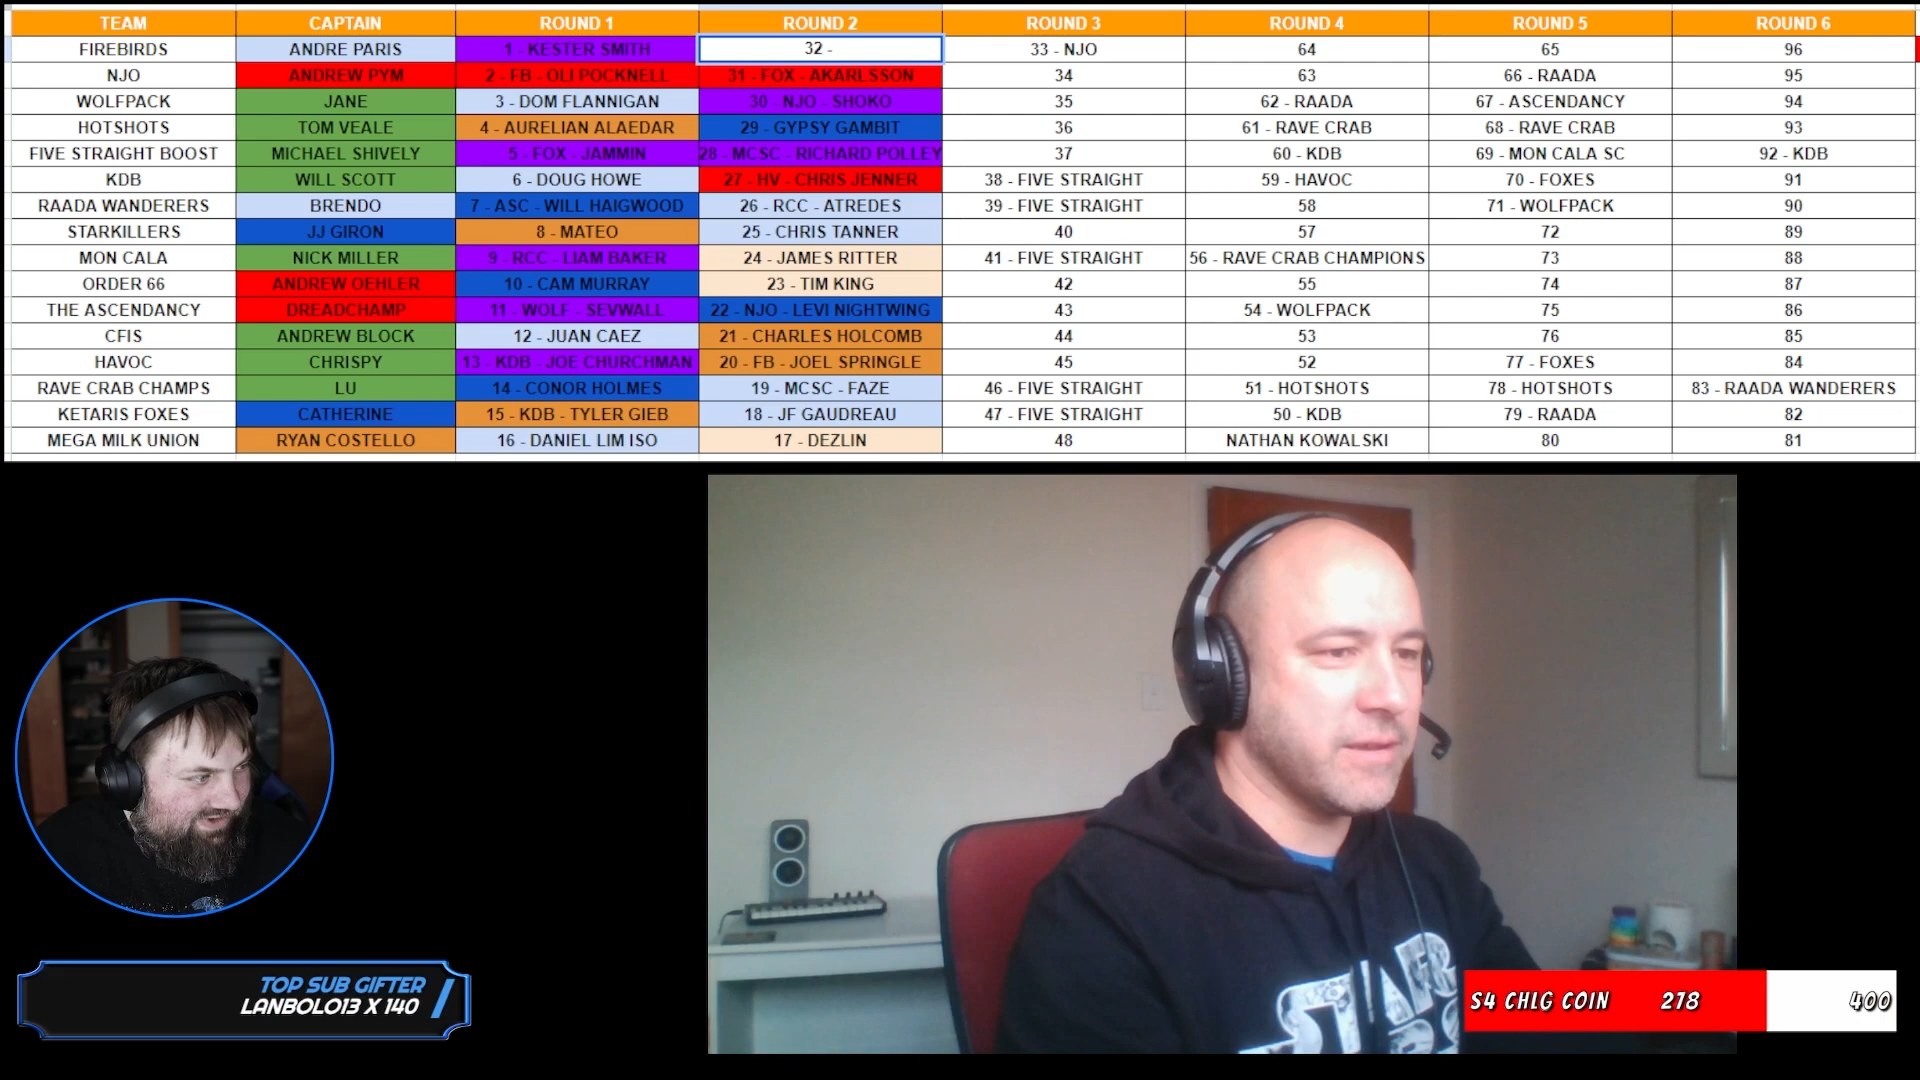 TEAM CAPTAIN ROUND 1 ROUND 2 ROUND 3 ROUND 4 ROUND 5 ROUND 6
FIREBIRDS ANDRE PARIS 1 - KESTER SMITH 32 - 33 - NJO 64 65 96
NJO ANDREW PYM 2 - FB - OLI POCKNELL 31 - FOX - AKARLSSON 34 63 66 - RAADA 95
WOLFPACK JANE 3 - DOM FLANNIGAN 30 - NJO - SHOKO 35 62 - RAADA 67 - ASCENDANCY 94
HOTSHOTS TOM VEALE 4 - AURELIAN ALAEDAR 29 - GYPSY GAMBIT 36 61 - RAVE CRAB 68 - RAVE CRAB 93
FIVE STRAIGHT BOOST MICHAEL SHIVELY 5 - FOX - JAMMIN 28 - MCSC - RICHARD POLLEY 37 60 - KDB 69 - MON CALA SC 92 - KDB
KDB WILL SCOTT 6 - DOUG HOWE 27 - HV - CHRIS JENNER 38 - FIVE STRAIGHT 59 - HAVOC 70 - FOXES 91
RAADA WANDERERS BRENDO 7 - ASC - WILL HAIGWOOD 26 - RCC - ATREDES 39 - FIVE STRAIGHT 58 71 - WOLFPACK 90
STARKILLERS JJ GIRON 8 - MATEO 25 - CHRIS TANNER 40 57 72 89
MON CALA NICK MILLER 9 - RCC - LIAM BAKER 24 - JAMES RITTER 41 - FIVE STRAIGHT 56 - RAVE CRAB CHAMPIONS 73 88
ORDER 66 ANDREW OEHLER 10 - CAM MURRAY 23 - TIM KING 42 55 74 87
THE ASCENDANCY DREADCHAMP 11 - WOLF - SEVWALL 22 - NJO - LEVI NIGHTWING 43 54 - WOLFPACK 75 86
CFIS ANDREW BLOCK 12 - JUAN CAEZ 21 - CHARLES HOLCOMB 44 53 76 85
HAVOC CHRISPY 13 - KDB - JOE CHURCHMAN 20 - FB - JOEL SPRINGLE 45 52 77 - FOXES 84
RAVE CRAB CHAMPS LU 14 - CONOR HOLMES 19 - MCSC - FAZE 46 - FIVE STRAIGHT 51 - HOTSHOTS 78 - HOTSHOTS 83 - RAADA WANDERERS
KETARIS FOXES CATHERINE 15 - KDB - TYLER GIEB 18 - JF GAUDREAU 47 - FIVE STRAIGHT 50 - KDB 79 - RAADA 82
MEGA MILK UNION RYAN COSTELLO 16 - DANIEL LIM ISO 17 - DEZLIN 48 NATHAN KOWALSKI 80 81
TOP SUB GIFTER
LANBOLO13 X 140
S4 CHLG COIN 278 400